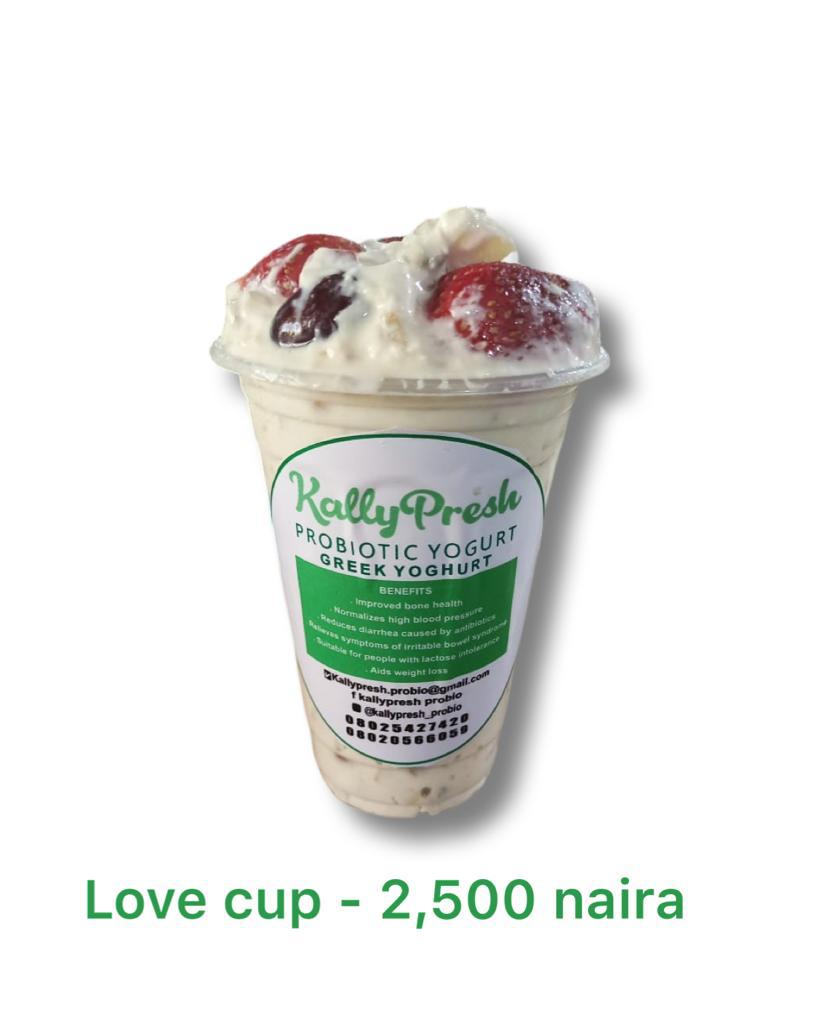 KallyPresh
PROBIOTIC YOGURT
GREEK YOGHURT
BENEFITS
. Improved bone health
. Normalizes high blood pressure
. Reduces diarrhea caused by antibiotics
Relieves symptoms of irritable bowel syndrome
. Suitable for people with lactose intolerance
. Aids weight loss
Kallypresh.probio@gmail.com
f kallypresh probio
@kallypresh_probio
08025427420
08020566059
Love cup - 2,500 naira